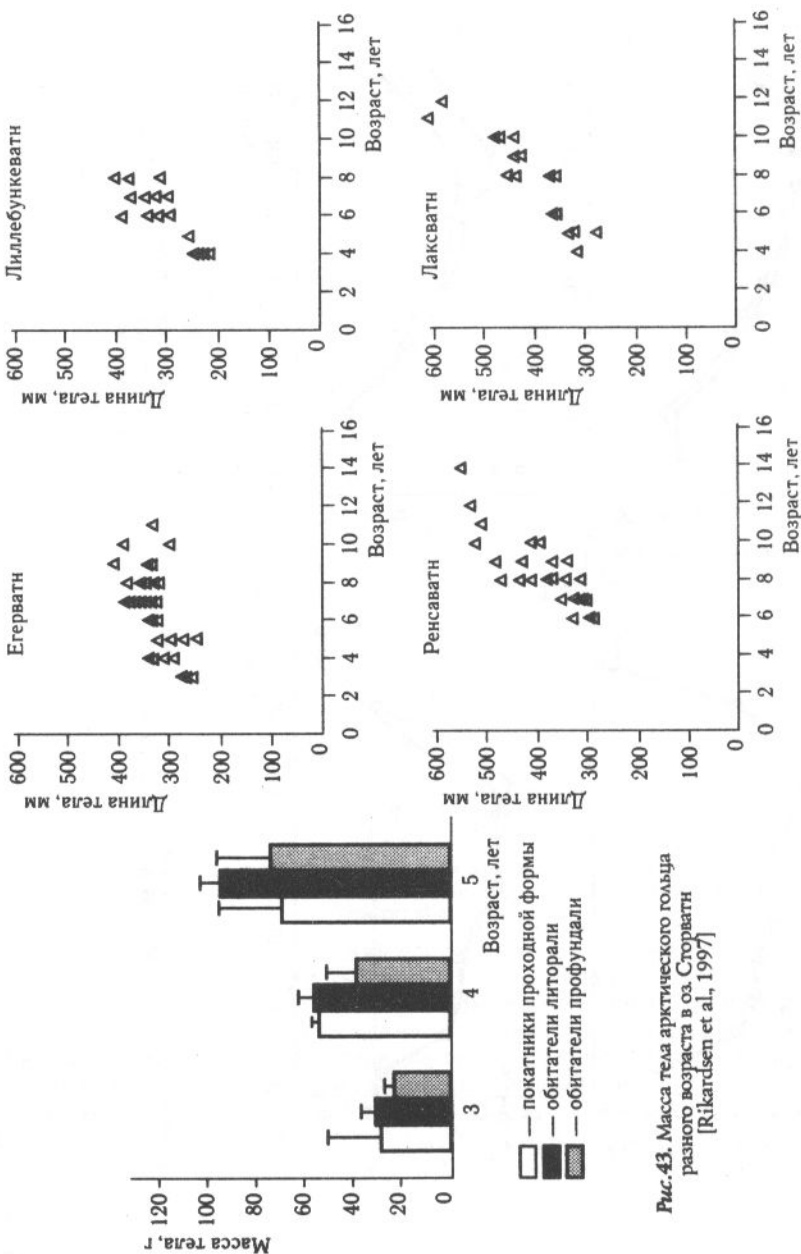 Масса тела, г
120
100
80
60
40
20
0
3
4
5
Возраст, лет
— покатники проходной формы
— обитатели литорали
— обитатели профундали
Рис.43. Масса тела арктического гольца
разного возраста в оз. Сторватн
[Rikardsen et al., 1997]
Егерватн
Длина тела, мм
600
500
400
300
200
100
0
0 2 4 6 8 10 12 14 16
Возраст, лет
Лиллебункеватн
Длина тела, мм
600
500
400
300
200
100
0
0 2 4 6 8 10 12 14 16
Возраст, лет
Ренсаватн
Длина тела, мм
600
500
400
300
200
100
0
0 2 4 6 8 10 12 14 16
Возраст, лет
Лаксватн
Длина тела, мм
600
500
400
300
200
100
0
0 2 4 6 8 10 12 14 16
Возраст, лет